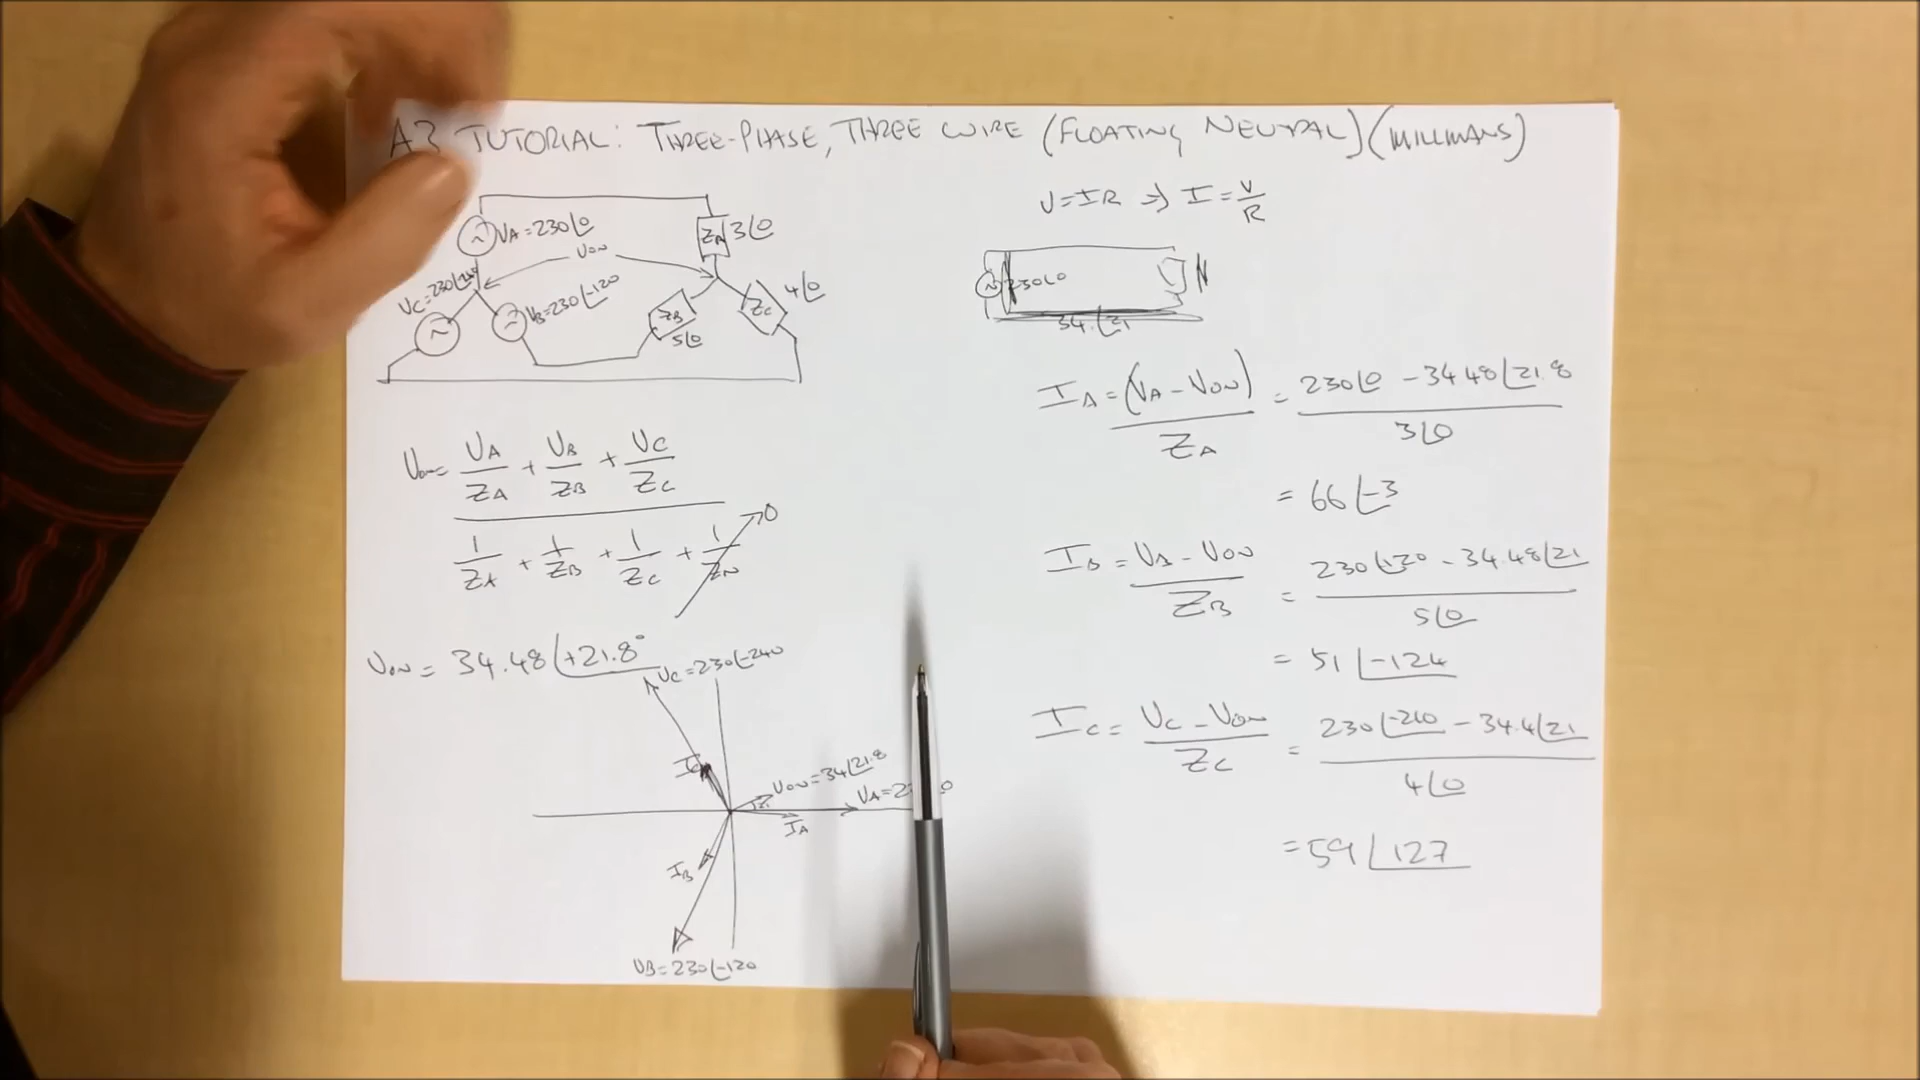 A3 TUTORIAL: THREE-PHASE, THREE WIRE (FLOATING NEUTRAL) (MILLMANS)
VA = 230∠0
VON
VC = 230∠-240
VB = 230∠-120
ZA 3∠0
ZB
5∠0
ZC
4∠0
VON = VA/ZA + VB/ZB + VC/ZC
1/ZA + 1/ZB + 1/ZC + 1/ZN → 0
VON = 34.48∠+21.8°
VC = 230∠-240
IC
VON = 34∠21.8
IA
IB
VB = 230∠-120
V = IR ⇒ I = V/R
230∠0
34.∠21
IA = (VA - VON)/ZA = 230∠0 - 34.48∠21.8 / 3∠0
= 66∠-3
IB = VB - VON/ZB = 230∠-120 - 34.48∠21 / 5∠0
= 51∠-124
IC = VC - VON/ZC = 230∠-240 - 34.4∠21 / 4∠0
= 59∠127